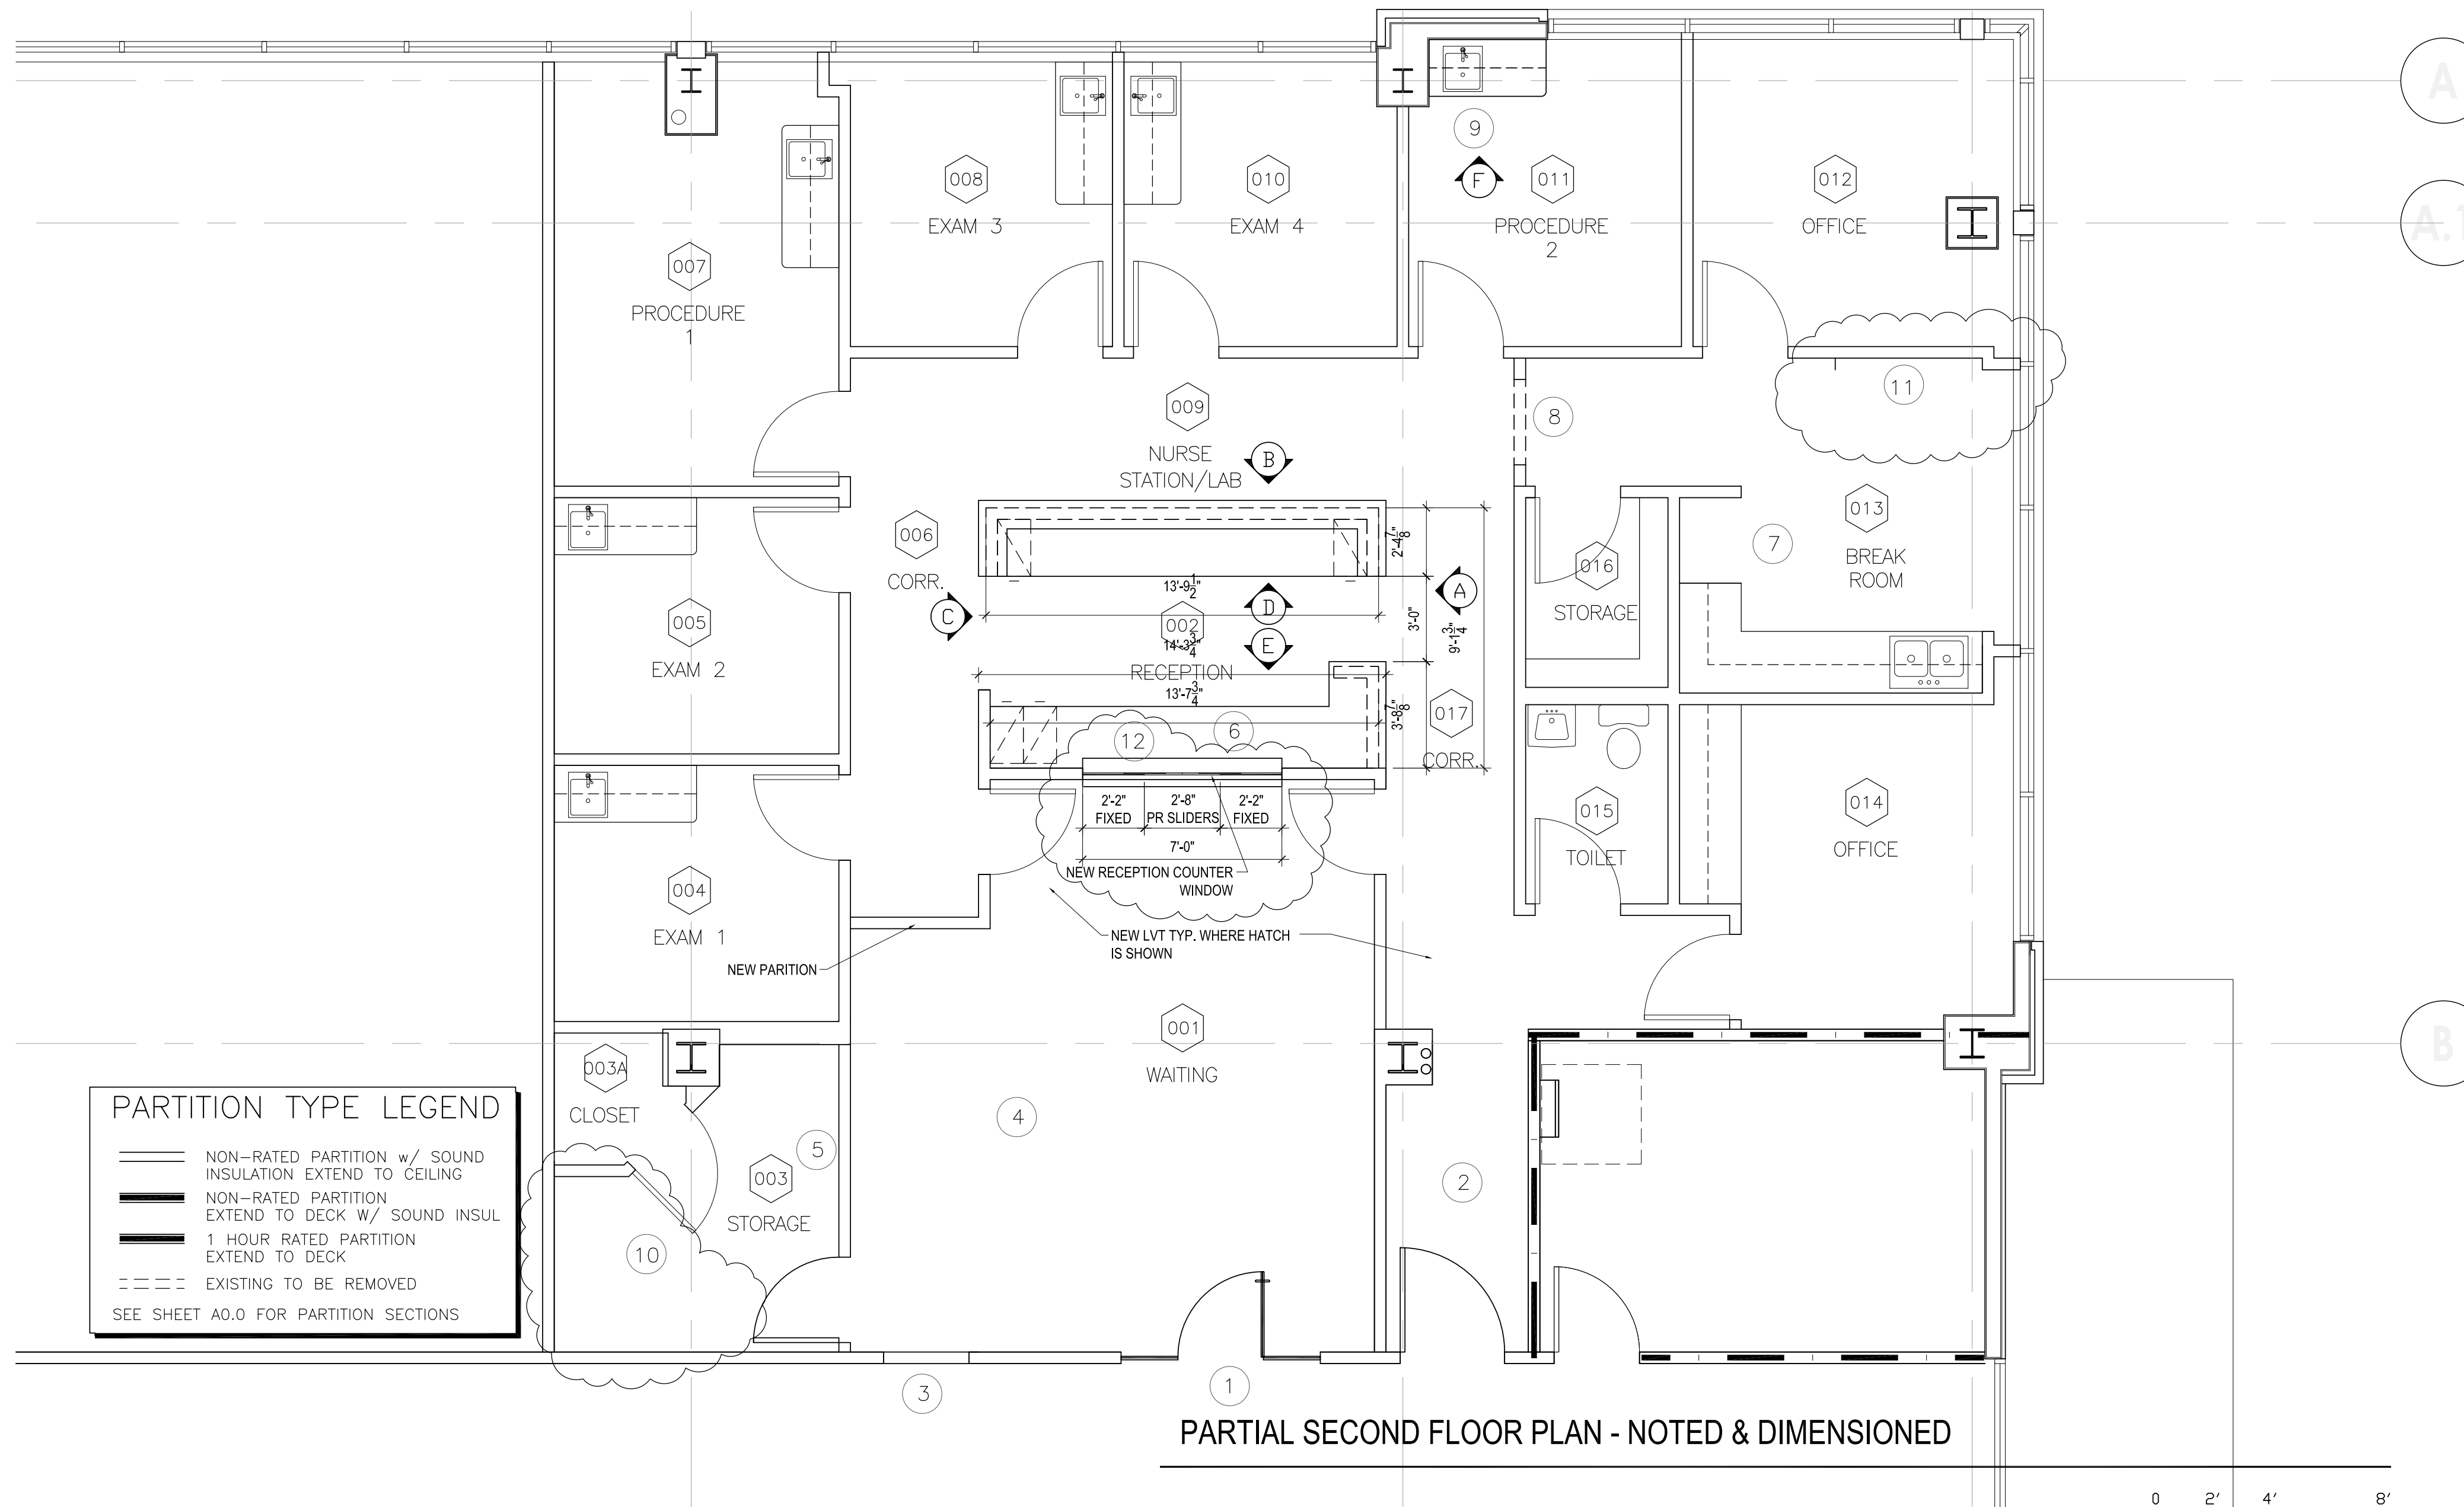 A
9
008
010
F
011
012
EXAM 3
EXAM 4
PROCEDURE
2
OFFICE
A.1
007
PROCEDURE
1
11
009
8
NURSE
STATION/LAB
B
006
CORR.
013
BREAK
ROOM
7
016
STORAGE
2'-4 7/8"
13'-9 1/2"
A
C
D
002
E
14'-3 3/4"
RECEPTION
3'-0"
9'-1 3/4"
005
EXAM 2
13'-7 3/4"
3'-8 7/8"
017
CORR.
12
6
2'-2"
FIXED
2'-8"
PR SLIDERS
2'-2"
FIXED
7'-0"
NEW RECEPTION COUNTER
WINDOW
015
TOILET
014
OFFICE
004
EXAM 1
NEW PARITION
NEW LVT TYP. WHERE HATCH
IS SHOWN
001
WAITING
B
003A
CLOSET
4
5
003
STORAGE
2
10
PARTITION TYPE LEGEND
NON-RATED PARTITION w/ SOUND
INSULATION EXTEND TO CEILING
NON-RATED PARTITION
EXTEND TO DECK W/ SOUND INSUL
1 HOUR RATED PARTITION
EXTEND TO DECK
EXISTING TO BE REMOVED
SEE SHEET A0.0 FOR PARTITION SECTIONS
3
1
PARTIAL SECOND FLOOR PLAN - NOTED & DIMENSIONED
0 2' 4' 8'